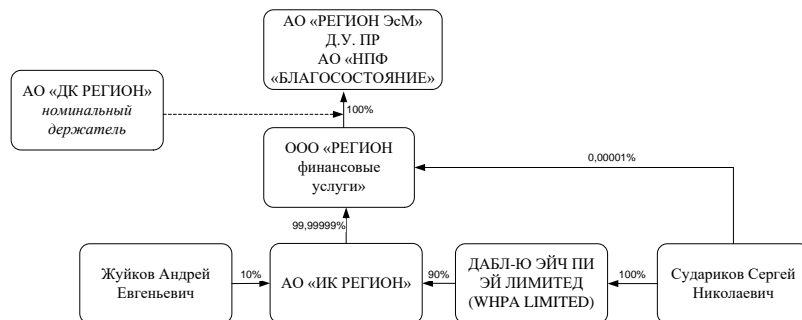 АО «РЕГИОН ЭсМ»
Д.У. ПР
АО «НПФ
«БЛАГОСОСТОЯНИЕ»
АО «ДК РЕГИОН»
номинальный
держатель
100%
ООО «РЕГИОН
финансовые
услуги»
0,00001%
99,99999%
Жуйков Андрей
Евгеньевич
10%
АО «ИК РЕГИОН»
90%
ДАБЛ-Ю ЭЙЧ ПИ
ЭЙ ЛИМИТЕД
(WHPA LIMITED)
100%
Судариков Сергей
Николаевич